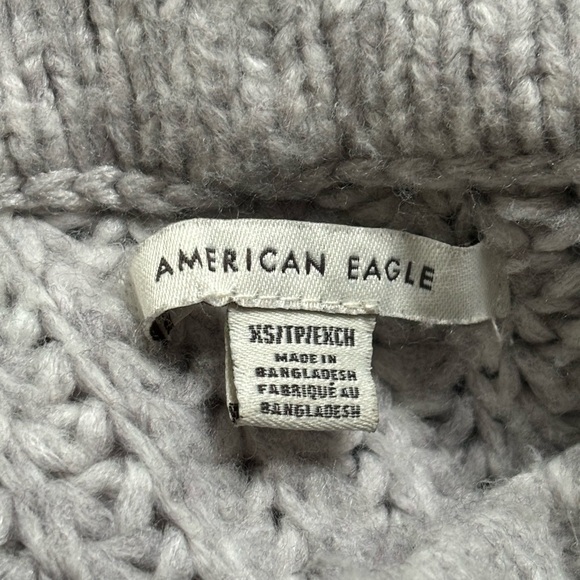 AMERICAN EAGLE
XS/TP/EXCH
MADE IN
BANGLADESH
FABRIQUÉ AU
BANGLADESH